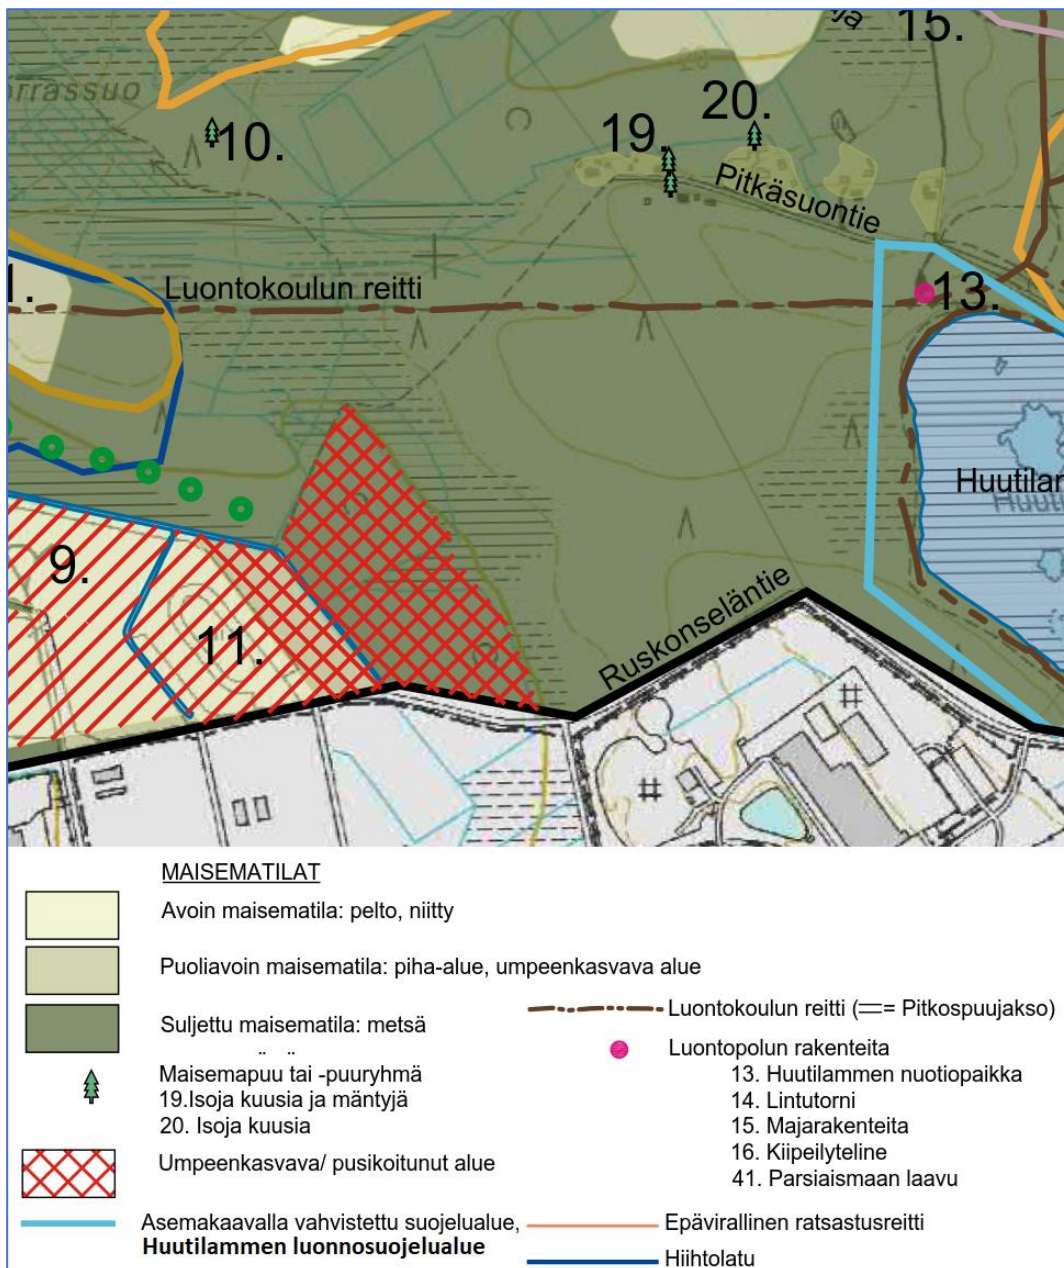 15.
20.
19.
10.
Pitkäsuontie
Luontokoulun reitti
13.
Huutilar
Huuti
9.
11.
Ruskonseläntie
MAISEMATILAT
Avoin maisematila: pelto, niitty
Puoliavoin maisematila: piha-alue, umpeenkasvava alue
Suljettu maisematila: metsä
Maisemapuu tai -puuryhmä
19.Isoja kuusia ja mäntyjä
20. Isoja kuusia
Umpeenkasvava/ pusikoitunut alue
Asemakaavalla vahvistettu suojelualue,
Huutilammen luonnosuojelualue
Luontokoulun reitti (══= Pitkospuujakso)
Luontopolun rakenteita
13. Huutilammen nuotiopaikka
14. Lintutorni
15. Majarakenteita
16. Kiipeilyteline
41. Parsiaismaan laavu
Epävirallinen ratsastusreitti
Hiihtolatu